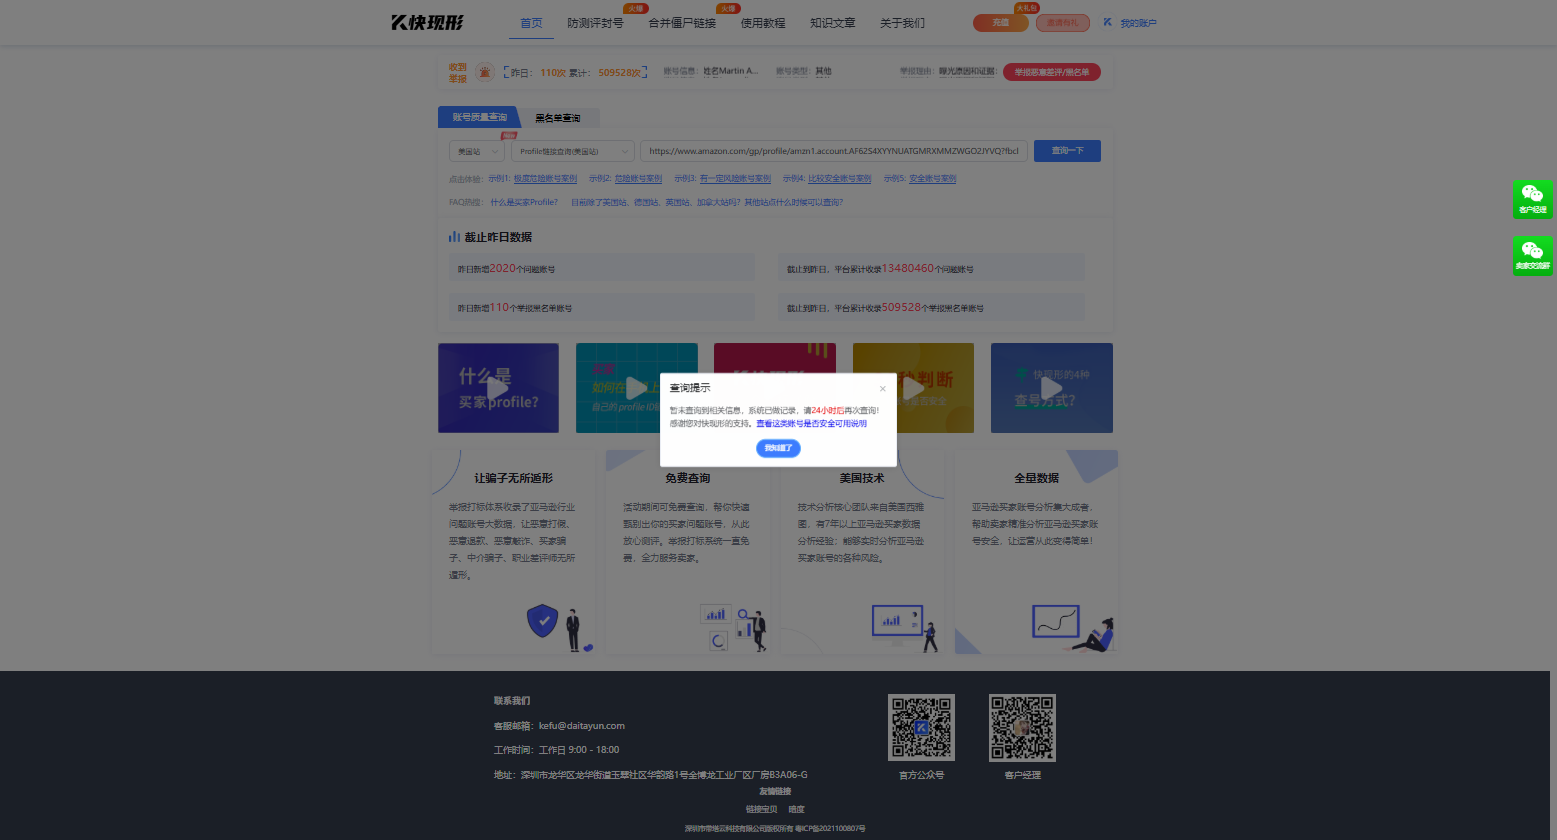 快现形
首页
防测评封号
火爆
合并僵尸链接
火爆
使用教程
知识文章
关于我们
充值
大礼包
邀请有礼
我的账户
收到
举报
昨日： 110次 累计： 509528次
账号信息： 姓名Martin A...
账号类型： 其他
举报理由： 曝光原因和证据:
举报恶意差评/黑名单
账号质量查询
黑名单查询
美国站
Profile链接查询(美国站)
https://www.amazon.com/gp/profile/amzn1.account.AF62S4XYYNUATGMRXMMZWGO2JYVQ?fbcl
查询一下
点击体验： 示例1: 极度危险账号案例 示例2: 危险账号案例 示例3: 有一定风险账号案例 示例4: 比较安全账号案例 示例5: 安全账号案例
FAQ热搜： 什么是买家Profile? 目前除了美国站、德国站、英国站、加拿大站吗？其他站点什么时候可以查询？
截止昨日数据
昨日新增2020个问题账号
截止到昨日，平台累计收录13480460个问题账号
昨日新增110个举报黑名单账号
截止到昨日，平台累计收录509528个举报黑名单账号
什么是
买家profile?
自己的 profile ID
秒判断
号是否安全
快现形的4种
查号方式?
查询提示
×
暂未查询到相关信息，系统已做记录，请24小时后再次查询！
感谢您对快现形的支持。查看这类账号是否安全可用说明
我知道了
让骗子无所遁形
举报打标体系收录了亚马逊行业
问题账号大数据，让恶意打假、
恶意退款、恶意敲诈、买家骗
子、中介骗子、职业差评师无所
遁形。
免费查询
活动期间可免费查询，帮你快速
甄别出你的买家问题账号，从此
放心测评。举报打标系统一直免
费，全力服务卖家。
美国技术
技术分析核心团队来自美国西雅
图，有7年以上亚马逊买家数据
分析经验；能够实时分析亚马逊
买家账号的各种风险。
全量数据
亚马逊买家账号分析集大成者，
帮助卖家精准分析亚马逊买家账
号安全，让运营从此变得简单！
客户经理
卖家交流群
联系我们
客服邮箱：kefu@daitayun.com
工作时间：工作日 9:00 - 18:00
地址：深圳市龙华区龙华街道玉翠社区华韵路1号全博龙工业厂区厂房B3A06-G
官方公众号
客户经理
友情链接
链接宝贝 暗度
深圳市带塔云科技有限公司版权所有 粤ICP备2021100807号